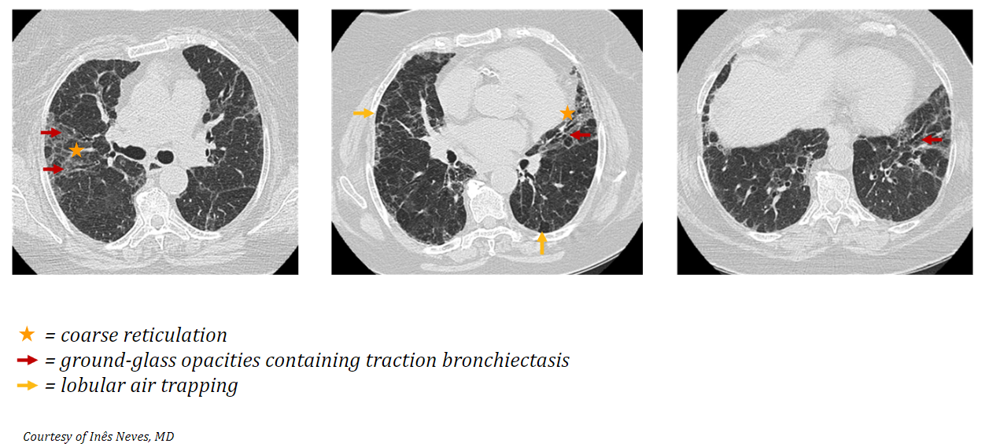 = coarse reticulation
= ground-glass opacities containing traction bronchiectasis
= lobular air trapping
Courtesy of Inês Neves, MD